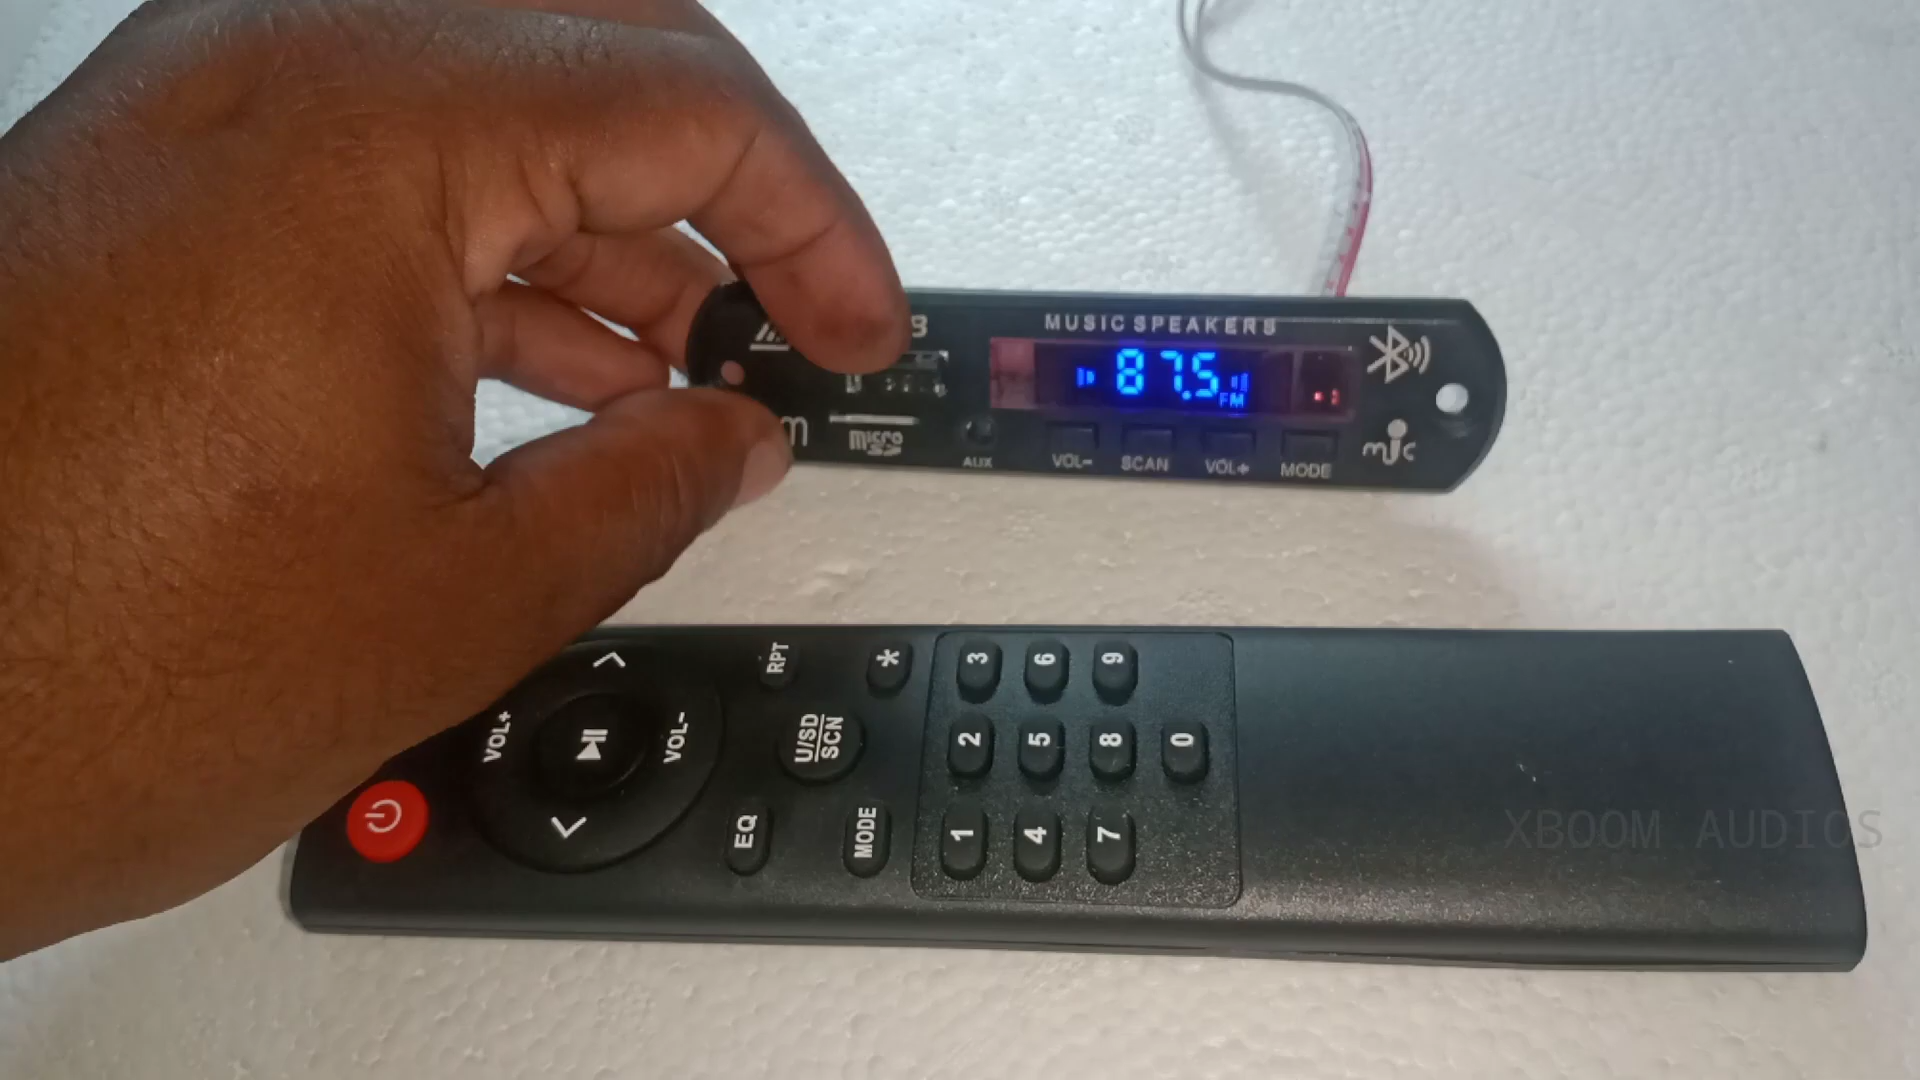 MUSIC SPEAKERS
87.5
FM
micro
SD
mic
AUX
VOL-
SCAN
VOL+
MODE
RPT
*
3
6
9
VOL+
VOL-
U/SD
SCN
2
5
8
0
EQ
MODE
1
4
7
XBOOM AUDIOS